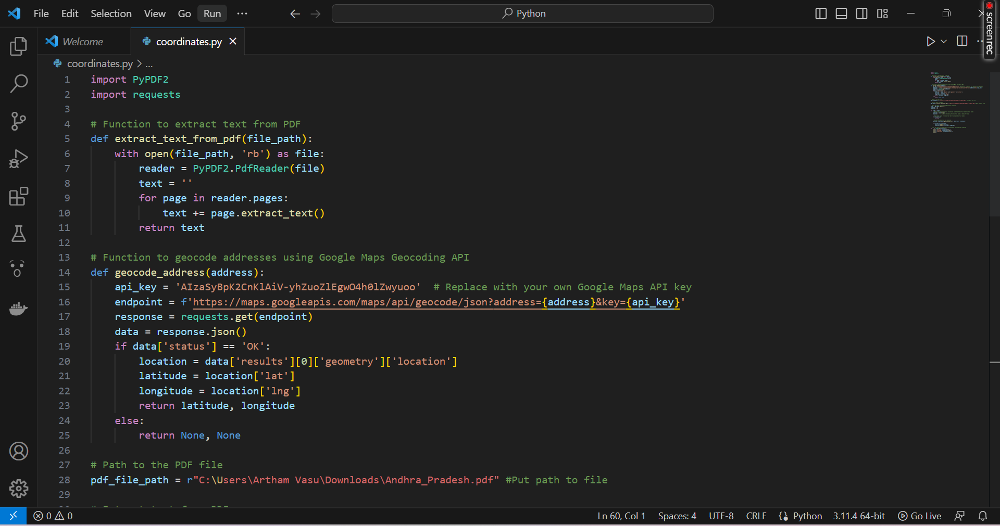 File Edit Selection View Go Run ... Python
screenrec
Welcome coordinates.py
coordinates.py > ...
1 import PyPDF2
2 import requests
3
4 # Function to extract text from PDF
5 def extract_text_from_pdf(file_path):
6     with open(file_path, 'rb') as file:
7         reader = PyPDF2.PdfReader(file)
8         text = ''
9         for page in reader.pages:
10             text += page.extract_text()
11         return text
12
13 # Function to geocode addresses using Google Maps Geocoding API
14 def geocode_address(address):
15     api_key = 'AIzaSyBpK2CnKlAiV-yhZuoZlEgwO4h0lZwyuoo'  # Replace with your own Google Maps API key
16     endpoint = f'https://maps.googleapis.com/maps/api/geocode/json?address={address}&key={api_key}'
17     response = requests.get(endpoint)
18     data = response.json()
19     if data['status'] == 'OK':
20         location = data['results'][0]['geometry']['location']
21         latitude = location['lat']
22         longitude = location['lng']
23         return latitude, longitude
24     else:
25         return None, None
26
27 # Path to the PDF file
28 pdf_file_path = r"C:\Users\Artham Vasu\Downloads\Andhra_Pradesh.pdf" #Put path to file
29
0 0 Ln 60, Col 1 Spaces: 4 UTF-8 CRLF Python 3.11.4 64-bit Go Live